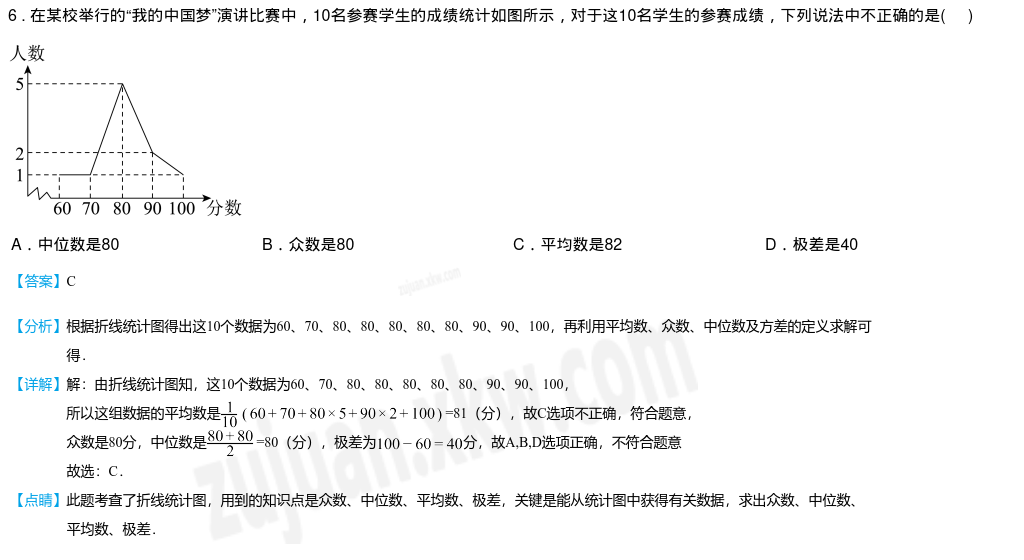 6．在某校举行的“我的中国梦”演讲比赛中，10名参赛学生的成绩统计如图所示，对于这10名学生的参赛成绩，下列说法中不正确的是(　)
人数
5
2
1
60 70 80 90 100 分数
A．中位数是80 B．众数是80 C．平均数是82 D．极差是40
【答案】C
【分析】根据折线统计图得出这10个数据为60、70、80、80、80、80、80、90、90、100，再利用平均数、众数、中位数及方差的定义求解可
得．
【详解】解：由折线统计图知，这10个数据为60、70、80、80、80、80、80、90、90、100，
所以这组数据的平均数是1/10(60+70+80×5+90×2+100)=81（分），故C选项不正确，符合题意，
众数是80分，中位数是(80+80)/2=80（分），极差为100－60=40分，故A,B,D选项正确，不符合题意
故选：C．
【点睛】此题考查了折线统计图，用到的知识点是众数、中位数、平均数、极差，关键是能从统计图中获得有关数据，求出众数、中位数、
平均数、极差．
zujuan.xkw.com
zujuan.xkw.com